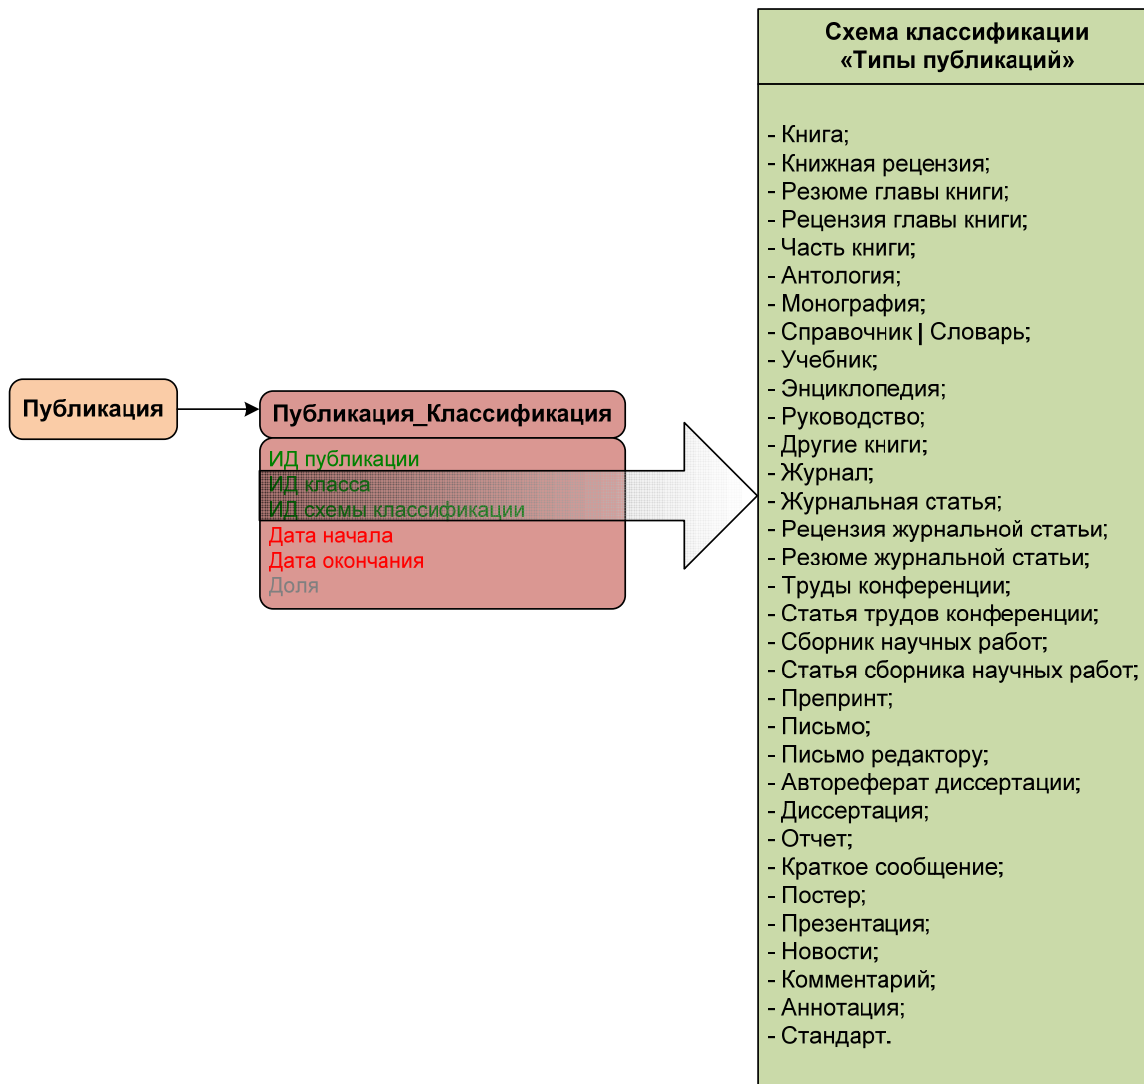 Публикация
Публикация_Классификация
ИД публикации
ИД класса
ИД схемы классификации
Дата начала
Дата окончания
Доля
Схема классификации
«Типы публикаций»
- Книга;
- Книжная рецензия;
- Резюме главы книги;
- Рецензия главы книги;
- Часть книги;
- Антология;
- Монография;
- Справочник | Словарь;
- Учебник;
- Энциклопедия;
- Руководство;
- Другие книги;
- Журнал;
- Журнальная статья;
- Рецензия журнальной статьи;
- Резюме журнальной статьи;
- Труды конференции;
- Статья трудов конференции;
- Сборник научных работ;
- Статья сборника научных работ;
- Препринт;
- Письмо;
- Письмо редактору;
- Автореферат диссертации;
- Диссертация;
- Отчет;
- Краткое сообщение;
- Постер;
- Презентация;
- Новости;
- Комментарий;
- Аннотация;
- Стандарт.